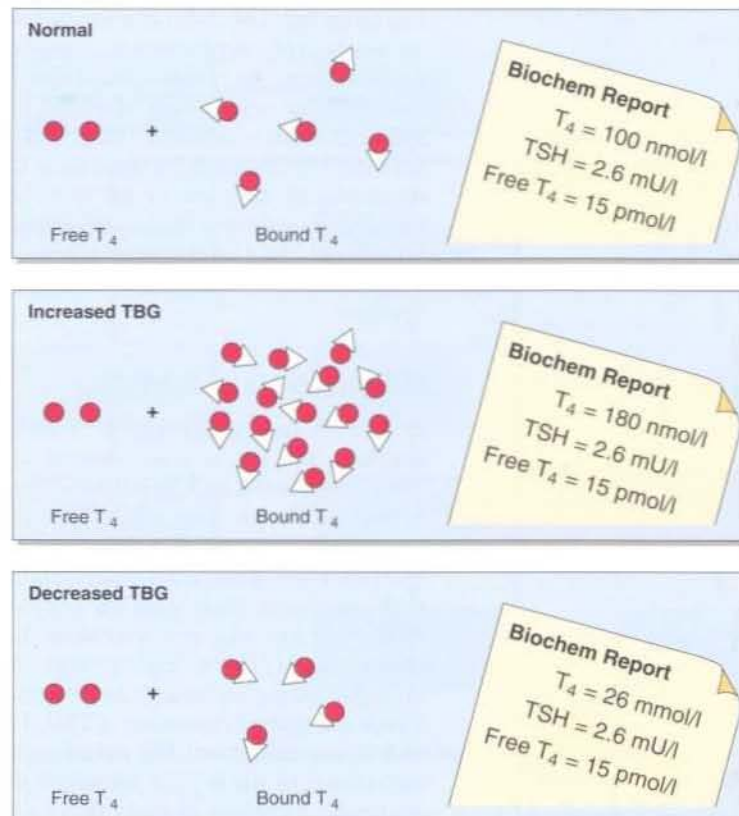 Normal
Biochem Report
T₄ = 100 nmol/l
TSH = 2.6 mU/l
Free T₄ = 15 pmol/l
+
Free T₄
Bound T₄
Increased TBG
Biochem Report
T₄ = 180 nmol/l
TSH = 2.6 mU/l
Free T₄ = 15 pmol/l
+
Free T₄
Bound T₄
Decreased TBG
Biochem Report
T₄ = 26 mmol/l
TSH = 2.6 mU/l
Free T₄ = 15 pmol/l
+
Free T₄
Bound T₄